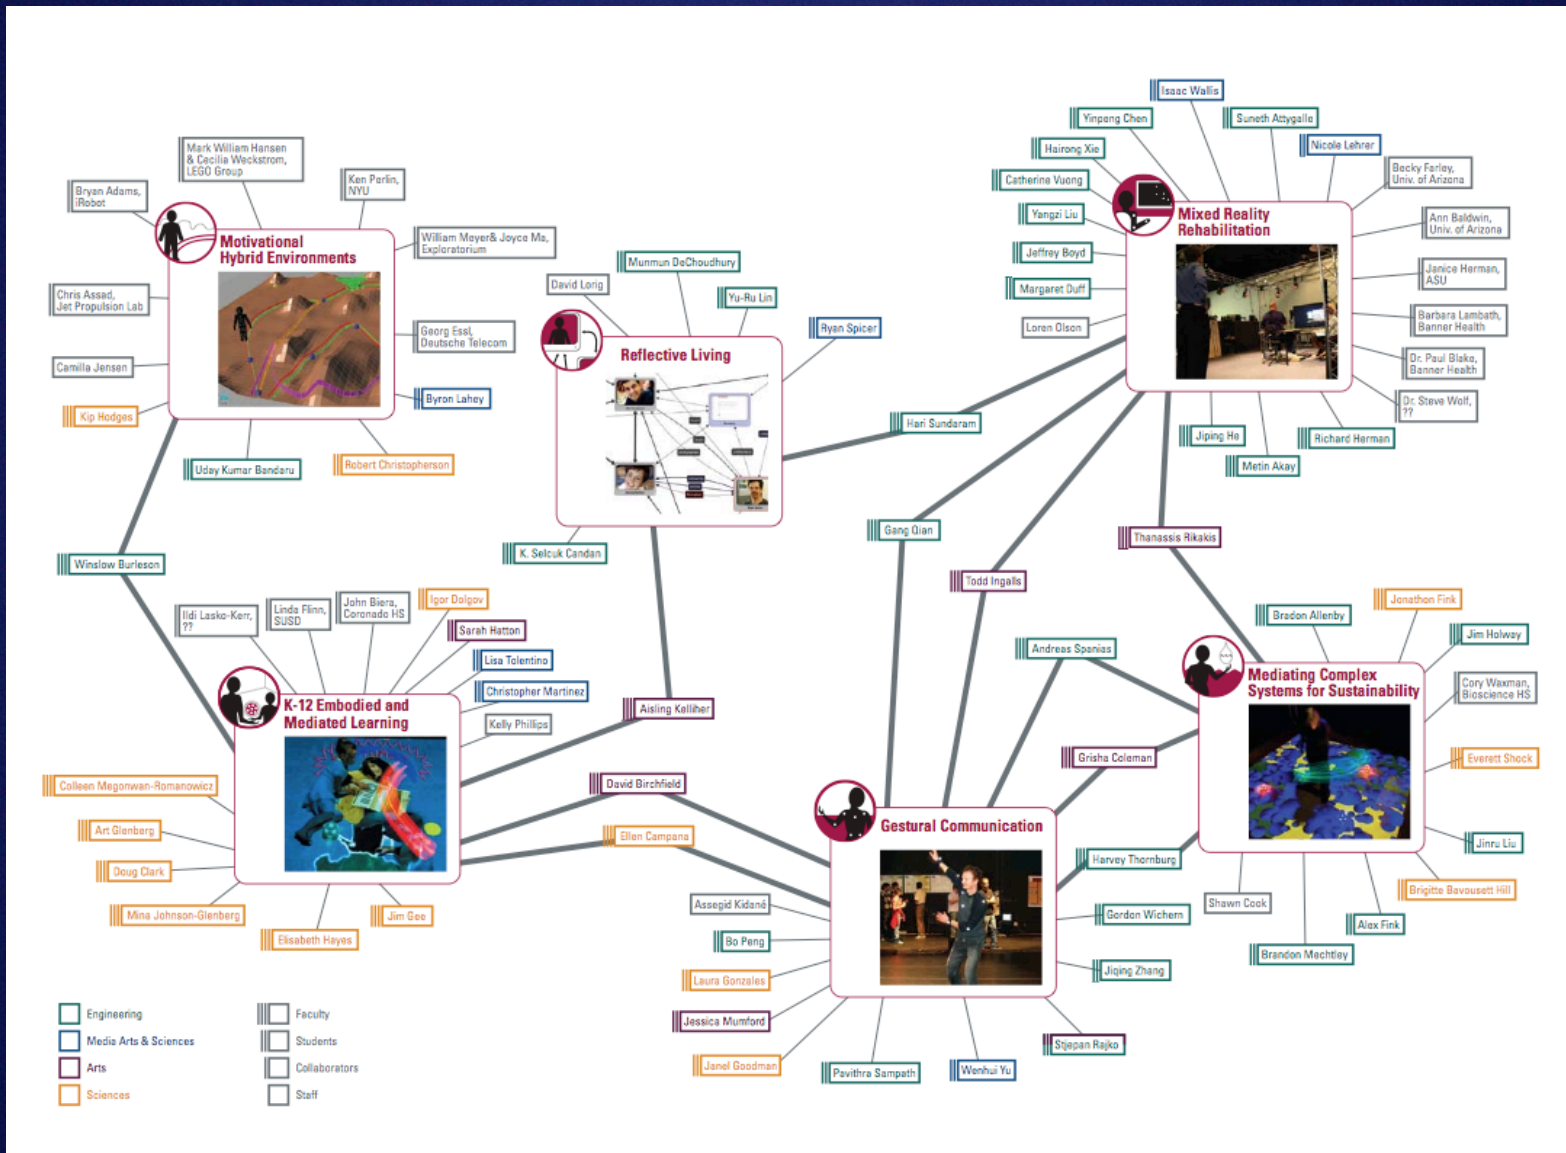 Isaac Wallis
Yinpeng Chen
Suneth Attygalle
Hairong Xie
Nicole Lehrer
Mark William Hansen
& Cecilia Weckstrom,
LEGO Group
Ken Perlin,
NYU
Bryan Adams,
iRobot
Catherine Vuong
Becky Farley,
Univ. of Arizona
Yangzi Liu
Mixed Reality
Rehabilitation
Ann Baldwin,
Univ. of Arizona
Motivational
Hybrid Environments
William Meyer& Joyce Ma,
Exploratorium
Munmun DeChoudhury
Jeffrey Boyd
Janice Herman,
ASU
David Lorig
Yu-Ru Lin
Margaret Duff
Chris Assad,
Jet Propulsion Lab
Georg Essl,
Deutsche Telecom
Ryan Spicer
Loren Olson
Barbara Lambath,
Banner Health
Reflective Living
Camilla Jensen
Dr. Paul Blake,
Banner Health
Byron Lahey
Dr. Steve Wolf,
??
Kip Hodges
Hari Sundaram
Jiping He
Richard Herman
Uday Kumar Bandaru
Robert Christopherson
Metin Akay
Gang Qian
Thanassis Rikakis
K. Selcuk Candan
Winslow Burleson
Todd Ingalls
Ildi Lasko-Kerr,
??
Linda Flinn,
SUSD
John Biera,
Coronado HS
Igor Dolgov
Sarah Hatton
Lisa Tolentino
Christopher Martinez
Kelly Phillips
Bradon Allenby
Jonathon Fink
Jim Holway
Andreas Spanias
Mediating Complex
Systems for Sustainability
Cory Waxman,
Bioscience HS
K-12 Embodied and
Mediated Learning
Aisling Kelliher
Grisha Coleman
Everett Shock
Colleen Megonwan-Romanowicz
David Birchfield
Art Glenberg
Ellen Campana
Gestural Communication
Jinru Liu
Doug Clark
Harvey Thornburg
Brigitte Bavousett Hill
Mina Johnson-Glenberg
Jim Gee
Assegid Kidané
Shawn Cook
Gordon Wichern
Alex Fink
Elisabeth Hayes
Bo Peng
Brandon Mechtley
Laura Gonzales
Jiqing Zhang
Jessica Mumford
Stjepan Rajko
Janel Goodman
Pavithra Sampath
Wenhui Yu
Engineering
Media Arts & Sciences
Arts
Sciences
Faculty
Students
Collaborators
Staff